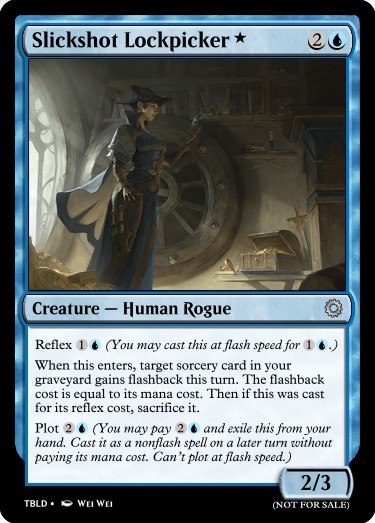 Slickshot Lockpicker ★ 2
Creature — Human Rogue
Reflex 1 (You may cast this at flash speed for 1 .)
When this enters, target sorcery card in your
graveyard gains flashback this turn. The flashback
cost is equal to its mana cost. Then if this was cast
for its reflex cost, sacrifice it.
Plot 2 (You may pay 2 and exile this from your
hand. Cast it as a nonflash spell on a later turn without
paying its mana cost. Can't plot at flash speed.)
2/3
TBLD • Wei Wei
(NOT FOR SALE)